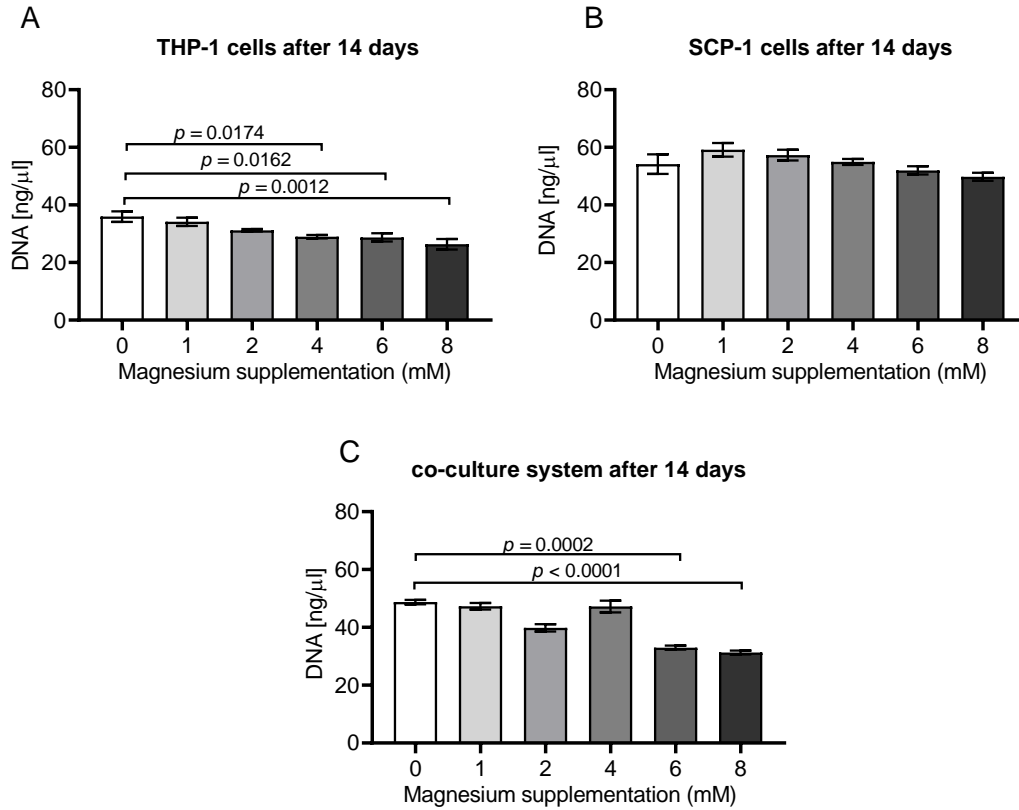 A
THP-1 cells after 14 days
DNA [ng/µl]
80
60
40
20
0
p = 0.0174
p = 0.0162
p = 0.0012
0 1 2 4 6 8
Magnesium supplementation (mM)
B
SCP-1 cells after 14 days
DNA [ng/µl]
80
60
40
20
0
0 1 2 4 6 8
Magnesium supplementation (mM)
C
co-culture system after 14 days
DNA [ng/µl]
80
60
40
20
0
p = 0.0002
p < 0.0001
0 1 2 4 6 8
Magnesium supplementation (mM)